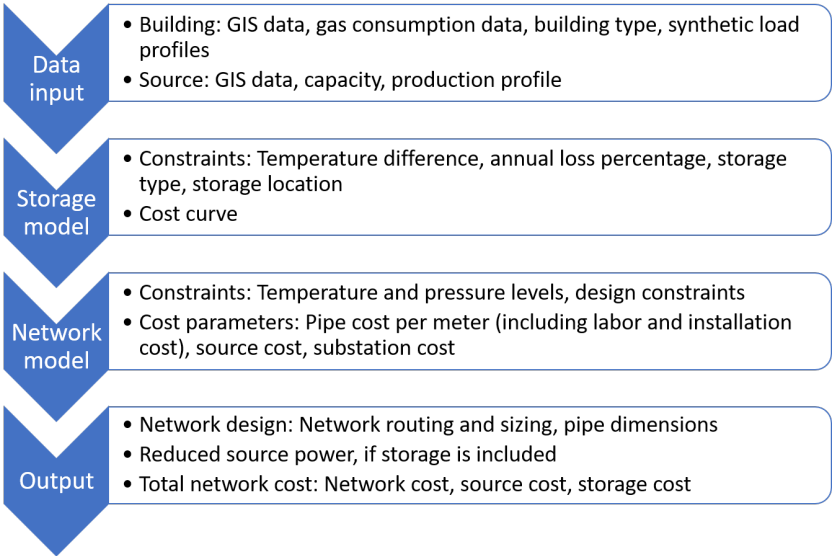 Data
input
• Building: GIS data, gas consumption data, building type, synthetic load
profiles
• Source: GIS data, capacity, production profile
Storage
model
• Constraints: Temperature difference, annual loss percentage, storage
type, storage location
• Cost curve
Network
model
• Constraints: Temperature and pressure levels, design constraints
• Cost parameters: Pipe cost per meter (including labor and installation
cost), source cost, substation cost
Output
• Network design: Network routing and sizing, pipe dimensions
• Reduced source power, if storage is included
• Total network cost: Network cost, source cost, storage cost